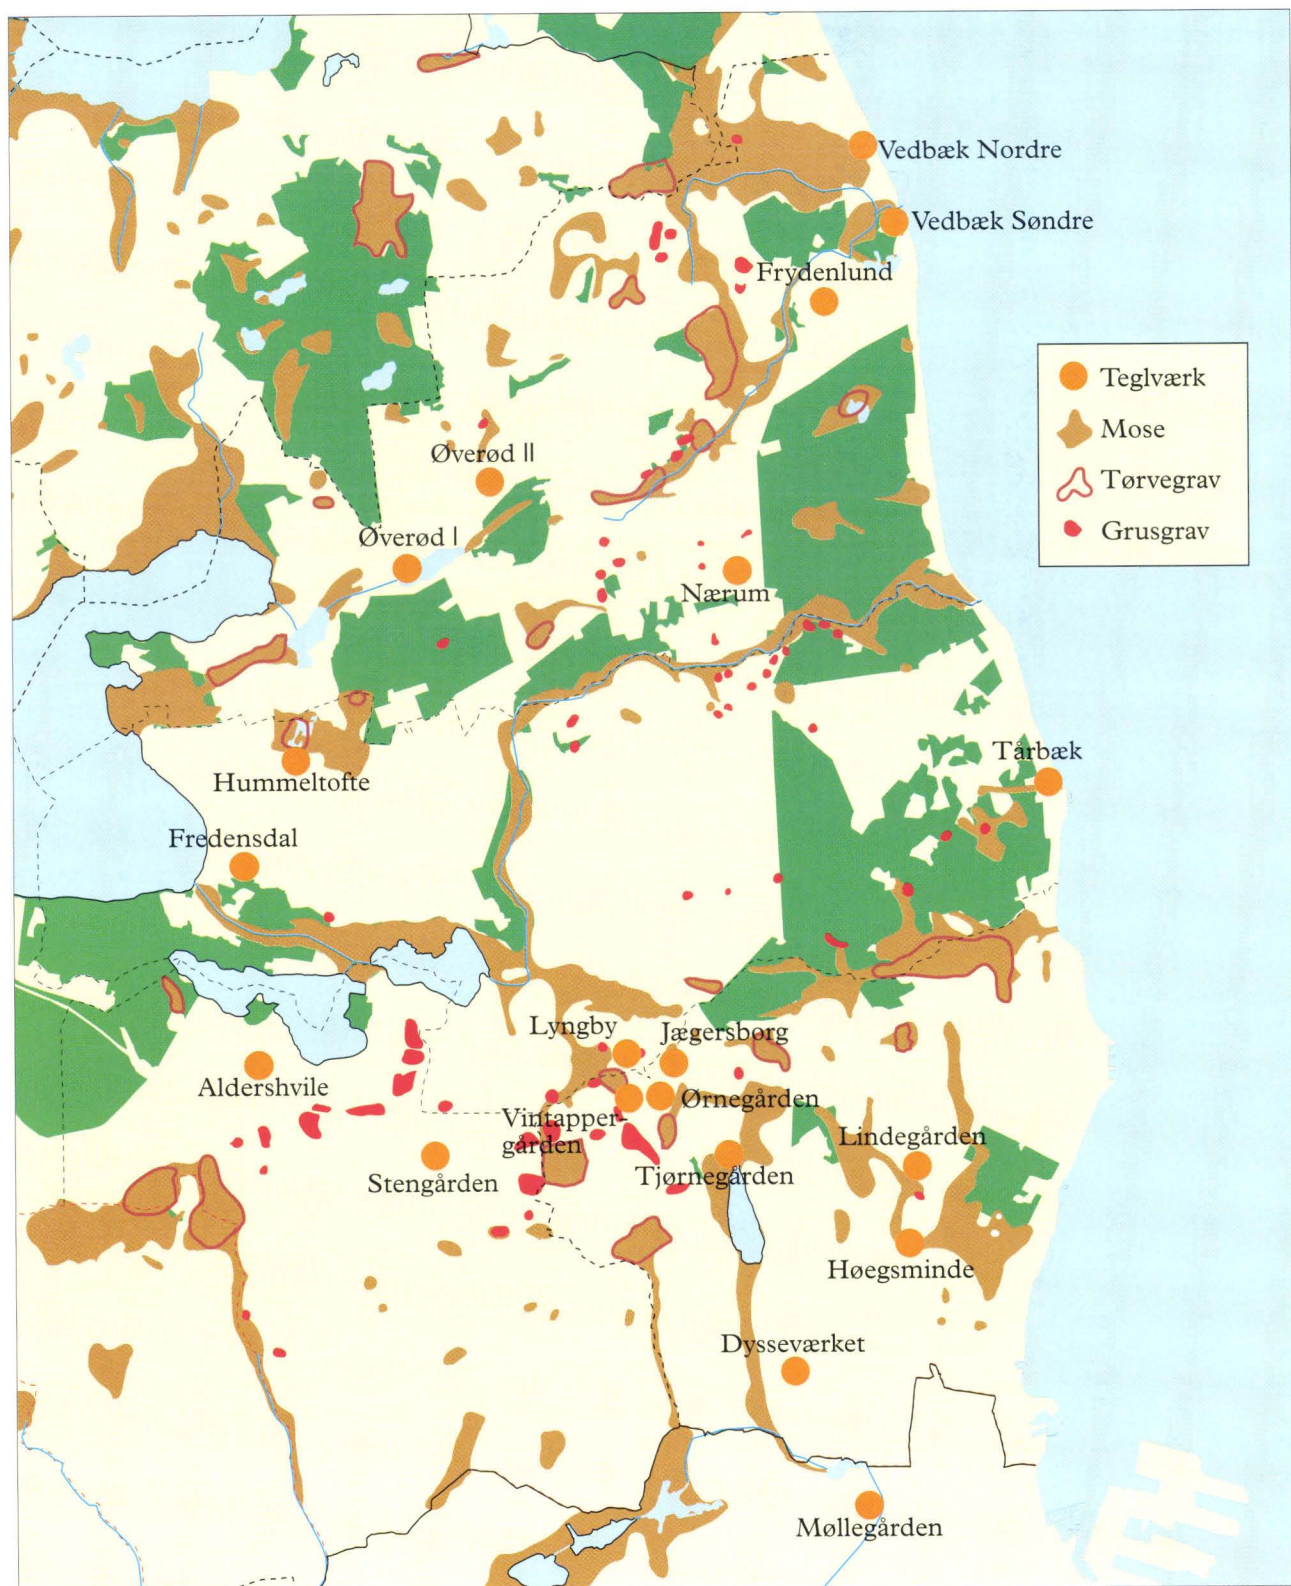 Vedbæk Nordre
Vedbæk Søndre
Frydenlund
Teglværk
Mose
Tørvegrav
Grusgrav
Øverød II
Øverød I
Nærum
Hummeltofte
Tårbæk
Fredensdal
Lyngby
Jægersborg
Aldershvile
Ørnegården
Vintapper-
gården
Lindegården
Stengården
Tjørnegården
Høegsminde
Dysseværket
Møllegården